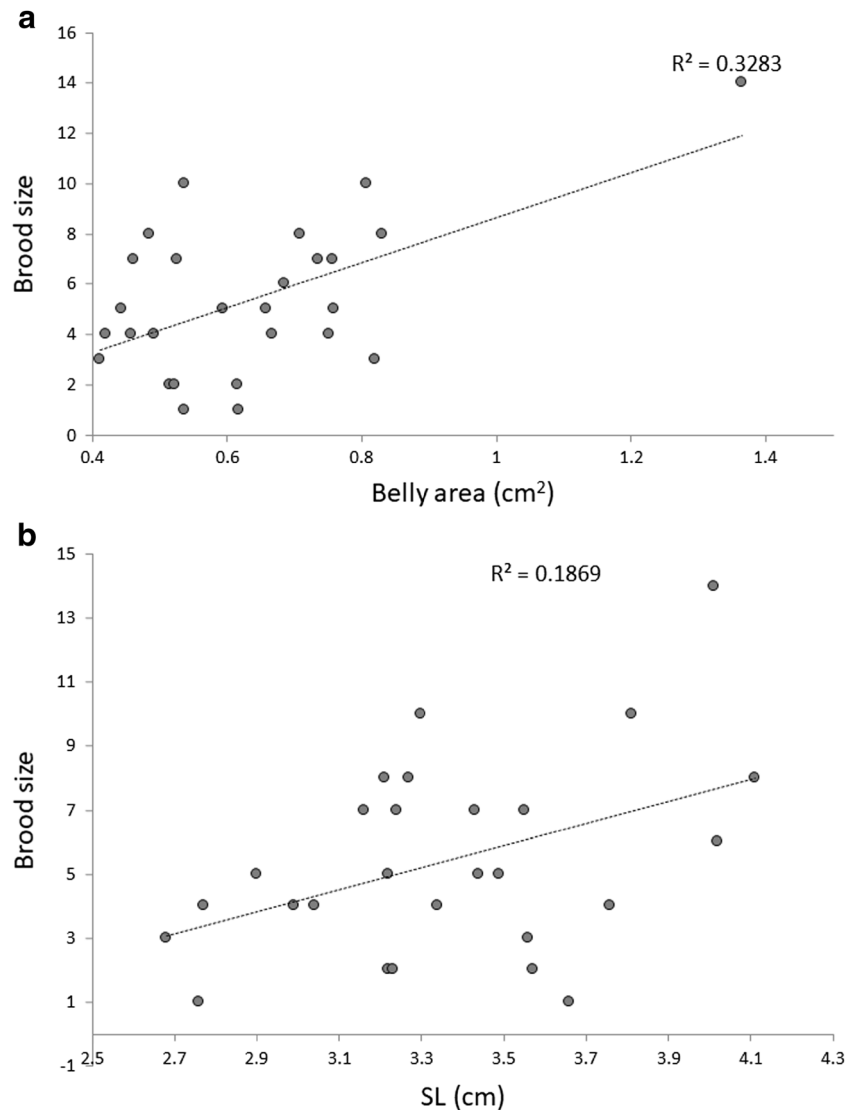 a
R² = 0.3283
Brood size
16
14
12
10
8
6
4
2
0
0.4 0.6 0.8 1 1.2 1.4
Belly area (cm²)
b
R² = 0.1869
Brood size
15
13
11
9
7
5
3
1
-1
2.5 2.7 2.9 3.1 3.3 3.5 3.7 3.9 4.1 4.3
SL (cm)